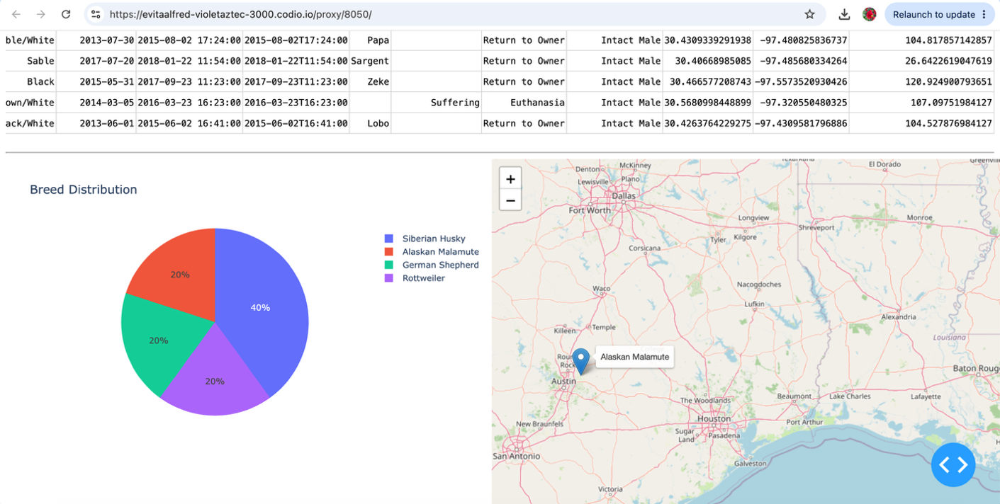 https://evitaalfred-violetaztec-3000.codio.io/proxy/8050/
Relaunch to update
ble/White 2013-07-30 2015-08-02 17:24:00 2015-08-02T17:24:00 Papa Return to Owner Intact Male 30.4309339291938 -97.480825836737 104.817857142857
Sable 2017-07-20 2018-01-22 11:54:00 2018-01-22T11:54:00 Sargent Return to Owner Intact Male 30.40668985085 -97.485680334264 26.6422619047619
Black 2015-05-31 2017-09-23 11:23:00 2017-09-23T11:23:00 Zeke Return to Owner Intact Male 30.466577208743 -97.5573520930426 120.924900793651
own/White 2014-03-05 2016-03-23 16:23:00 2016-03-23T16:23:00 Suffering Euthanasia Intact Male 30.5680998448899 -97.320550480325 107.09751984127
ack/White 2013-06-01 2015-06-02 16:41:00 2015-06-02T16:41:00 Lobo Return to Owner Intact Male 30.4263764229275 -97.4309581796886 104.527876984127
Breed Distribution
40%
20%
20%
20%
Siberian Husky
Alaskan Malamute
German Shepherd
Rottweiler
+
−
McKinney
El Dorado
Denton
Lewisville
Plano
Dallas
Fort Worth
Longview
Monroe
Shreveport
Tyler
Kilgore
Corsicana
Nacogdoches
Waco
Lufkin
Alexandria
Killeen
Temple
Louisiana
Alaskan Malamute
Round
Rock
Austin
Baton Roug
Beaumont
Lake Charles
Lafayette
The Woodlands
Houston
Port Arthur
New Braunfels
Sugar
Land
Pasadena
San Antonio
Galveston
Victoria